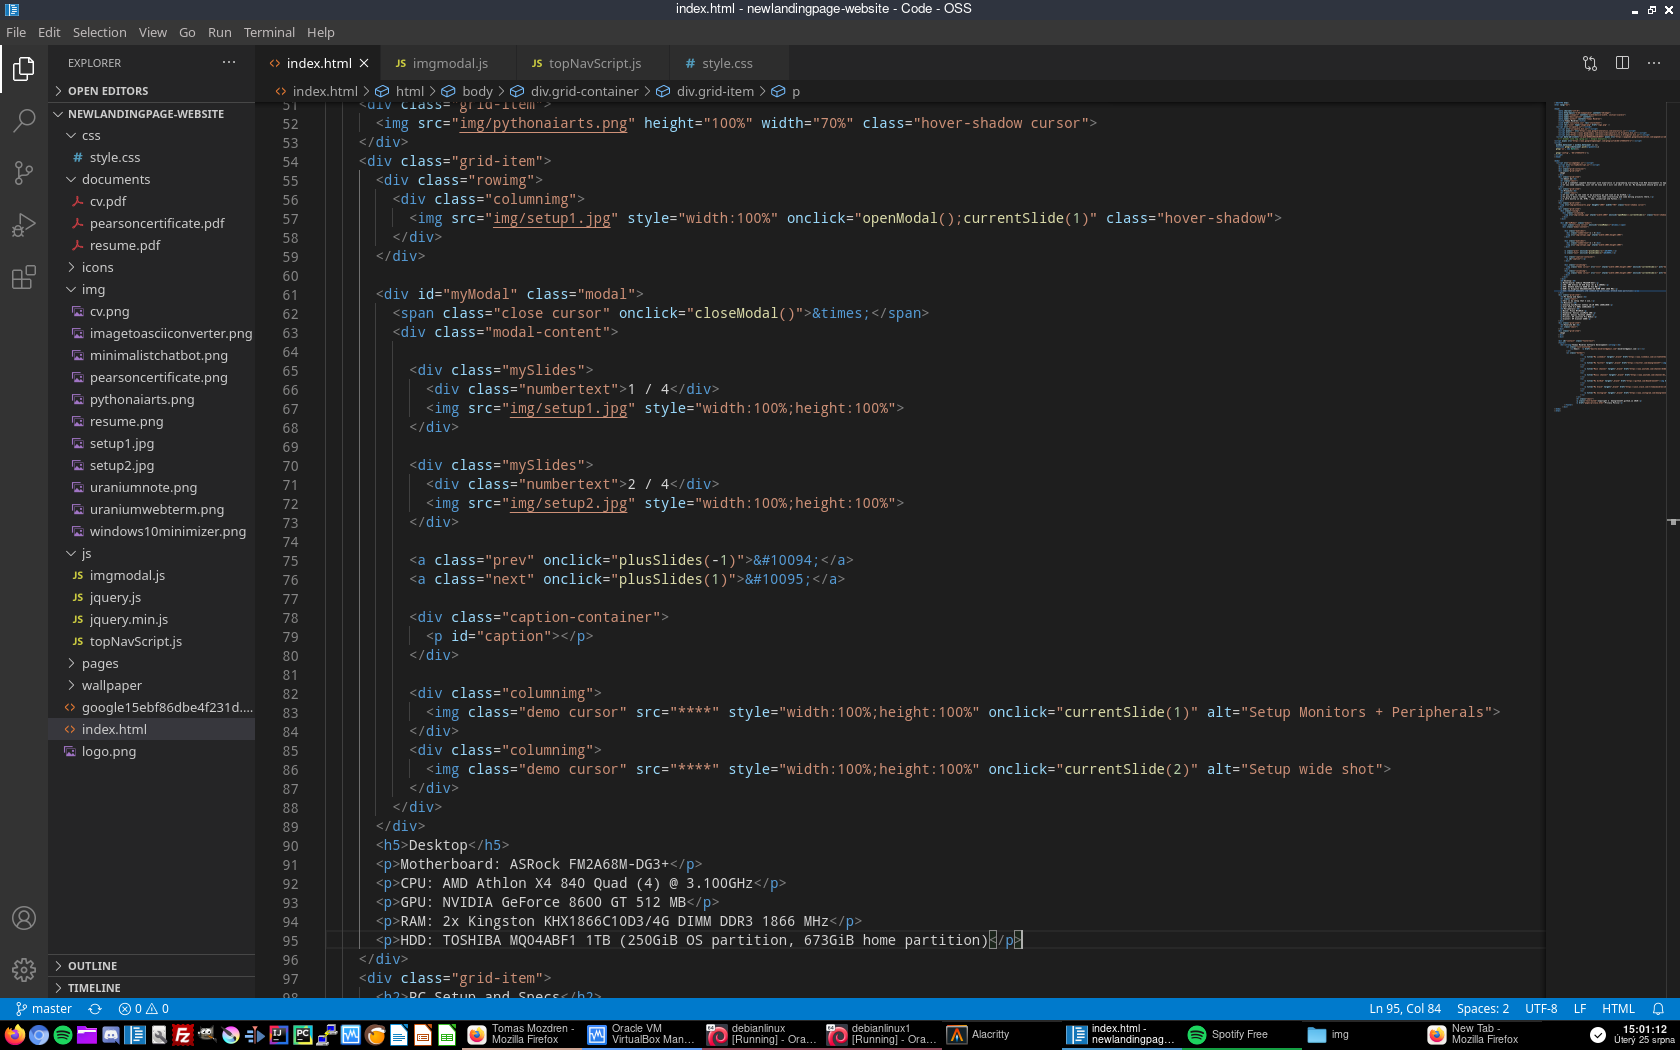 index.html - newlandingpage-website - Code - OSS
File Edit Selection View Go Run Terminal Help
EXPLORER
OPEN EDITORS
NEWLANDINGPAGE-WEBSITE
css
# style.css
documents
cv.pdf
pearsoncertificate.pdf
resume.pdf
icons
img
cv.png
imagetoasciiconverter.png
minimalistchatbot.png
pearsoncertificate.png
pythonaiarts.png
resume.png
setup1.jpg
setup2.jpg
uraniumnote.png
uraniumwebterm.png
windows10minimizer.png
js
JS imgmodal.js
JS jquery.js
JS jquery.min.js
JS topNavScript.js
pages
wallpaper
<> google15ebf86dbe4f231d....
<> index.html
logo.png
OUTLINE
TIMELINE
<> index.html JS imgmodal.js JS topNavScript.js # style.css
<> index.html > html > body > div.grid-container > div.grid-item > p
51 <div class="grid-item">
52 <img src="img/pythonaiarts.png" height="100%" width="70%" class="hover-shadow cursor">
53 </div>
54 <div class="grid-item">
55 <div class="rowimg">
56 <div class="columnimg">
57 <img src="img/setup1.jpg" style="width:100%" onclick="openModal();currentSlide(1)" class="hover-shadow">
58 </div>
59 </div>
60
61 <div id="myModal" class="modal">
62 <span class="close cursor" onclick="closeModal()">&times;</span>
63 <div class="modal-content">
64
65 <div class="mySlides">
66 <div class="numbertext">1 / 4</div>
67 <img src="img/setup1.jpg" style="width:100%;height:100%">
68 </div>
69
70 <div class="mySlides">
71 <div class="numbertext">2 / 4</div>
72 <img src="img/setup2.jpg" style="width:100%;height:100%">
73 </div>
74
75 <a class="prev" onclick="plusSlides(-1)">&#10094;</a>
76 <a class="next" onclick="plusSlides(1)">&#10095;</a>
77
78 <div class="caption-container">
79 <p id="caption"></p>
80 </div>
81
82 <div class="columnimg">
83 <img class="demo cursor" src="****" style="width:100%;height:100%" onclick="currentSlide(1)" alt="Setup Monitors + Peripherals">
84 </div>
85 <div class="columnimg">
86 <img class="demo cursor" src="****" style="width:100%;height:100%" onclick="currentSlide(2)" alt="Setup wide shot">
87 </div>
88 </div>
89 </div>
90 <h5>Desktop</h5>
91 <p>Motherboard: ASRock FM2A68M-DG3+</p>
92 <p>CPU: AMD Athlon X4 840 Quad (4) @ 3.100GHz</p>
93 <p>GPU: NVIDIA GeForce 8600 GT 512 MB</p>
94 <p>RAM: 2x Kingston KHX1866C10D3/4G DIMM DDR3 1866 MHz</p>
95 <p>HDD: TOSHIBA MQ04ABF1 1TB (250GiB OS partition, 673GiB home partition)</p>
96 </div>
97 <div class="grid-item">
98 <h2>PC Setup and Specs</h2>
master 0 0 Ln 95, Col 84 Spaces: 2 UTF-8 LF HTML
Tomas Mozdren - Mozilla Firefox
Oracle VM VirtualBox Man...
debianlinux [Running] - Ora...
debianlinux1 [Running] - Ora...
Alacritty
index.html - newlandingpag...
Spotify Free
img
New Tab - Mozilla Firefox
15:01:12
Úterý 25 srpna